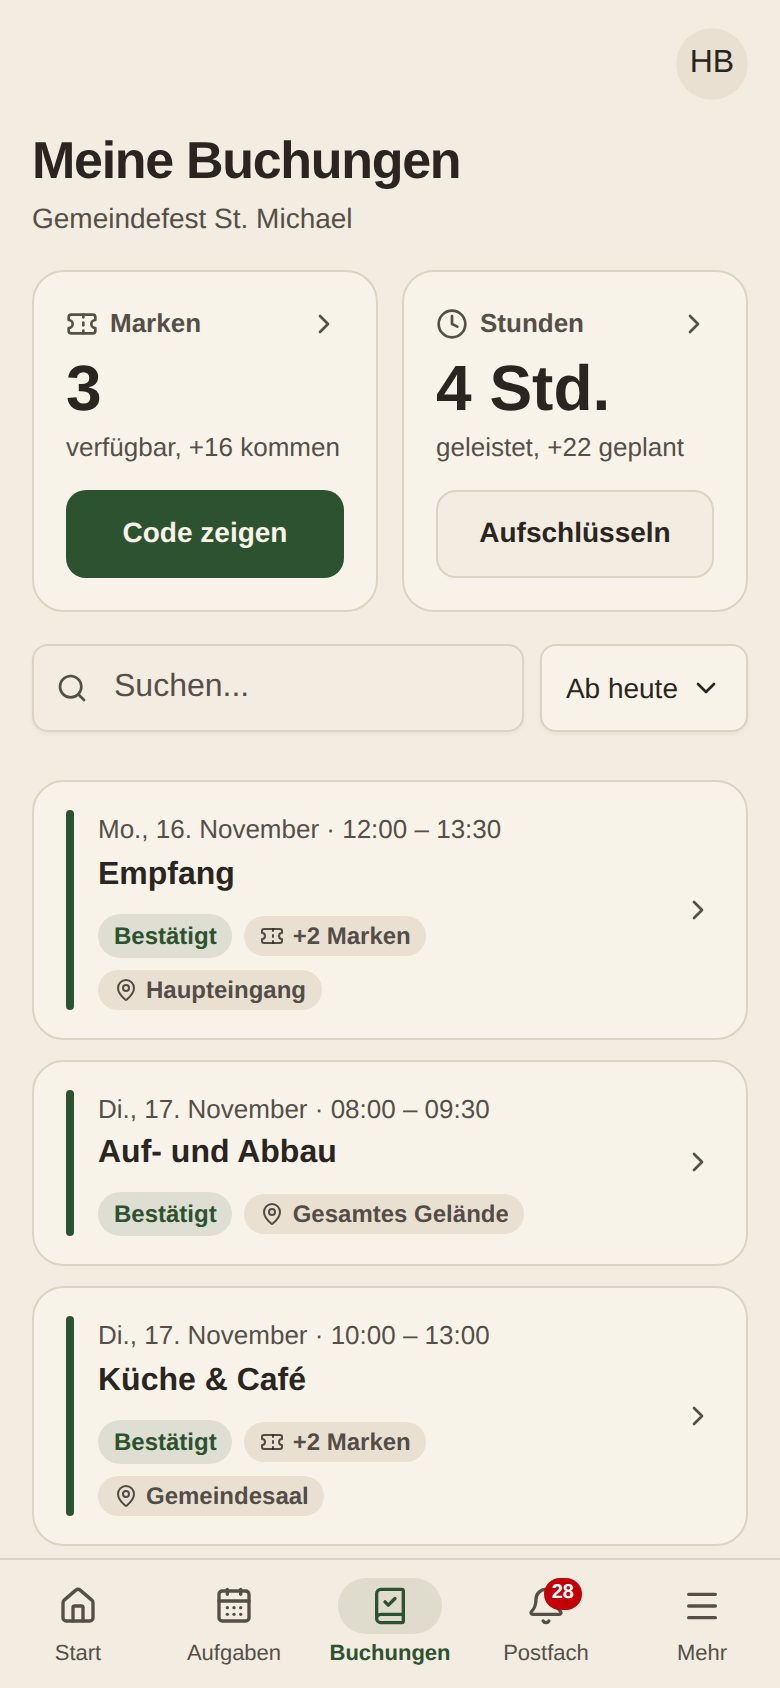 HB
Meine Buchungen
Gemeindefest St. Michael
Marken
3
verfügbar, +16 kommen
Code zeigen
Stunden
4 Std.
geleistet, +22 geplant
Aufschlüsseln
Suchen...
Ab heute
Mo., 16. November · 12:00 – 13:30
Empfang
Bestätigt
+2 Marken
Haupteingang
Di., 17. November · 08:00 – 09:30
Auf- und Abbau
Bestätigt
Gesamtes Gelände
Di., 17. November · 10:00 – 13:00
Küche & Café
Bestätigt
+2 Marken
Gemeindesaal
Start
Aufgaben
Buchungen
28
Postfach
Mehr